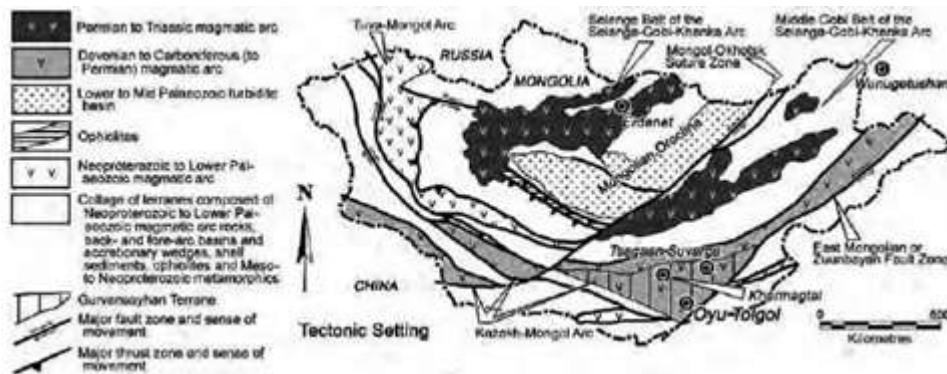 Permian to Triassic magmatic arc
Devonian to Carboniferous (to
Permian) magmatic arc
Lower to Mid Palaeozoic turbidite
basin
Ophiolites
Neoproterozoic to Lower Pal-
aeozoic magmatic arc
Collage of terranes composed of
Neoproterozoic to Lower Pal-
aeozoic magmatic arc rocks,
back- and fore-arc basins and
accretionary wedges, shelf
sediments, ophiolites and Meso-
to Neoproterozoic metamorphics
Gurvansayhan Terrane
Major fault zone and sense of
movement
Major thrust zone and sense of
movement
Tuva-Mongol Arc
RUSSIA
MONGOLIA
Selenge Belt of the
Selenga-Gobi-Khanka Arc
Mongol-Okhotsk
Suture Zone
Middle Gobi Belt of the
Selenga-Gobi-Khanka Arc
Wunugetushan
Erdenet
Mongolian Orocline
N
CHINA
Tsagaan-Suvarga
Kharmagtai
Oyu-Tolgoi
East Mongolian or
Zuunbayan Fault Zone
Kazakh-Mongol Arc
Tectonic Setting
0
600
Kilometres